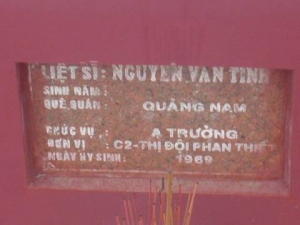 LIỆT SĨ: NGUYỄN VĂN TỈNH
SINH NĂM :
QUÊ QUÁN : QUẢNG NAM
CHỨC VỤ : A TRƯỞNG
ĐƠN VỊ : C2-THỊ ĐỘI PHAN THIẾT
NGÀY HY SINH : 1969